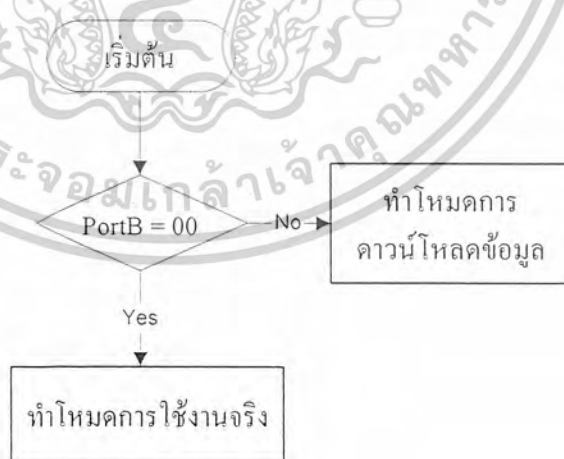 เริ่มต้น
PortB = 00
No
ทำโหมดการ
ดาวน์โหลดข้อมูล
Yes
ทำโหมดการใช้งานจริง